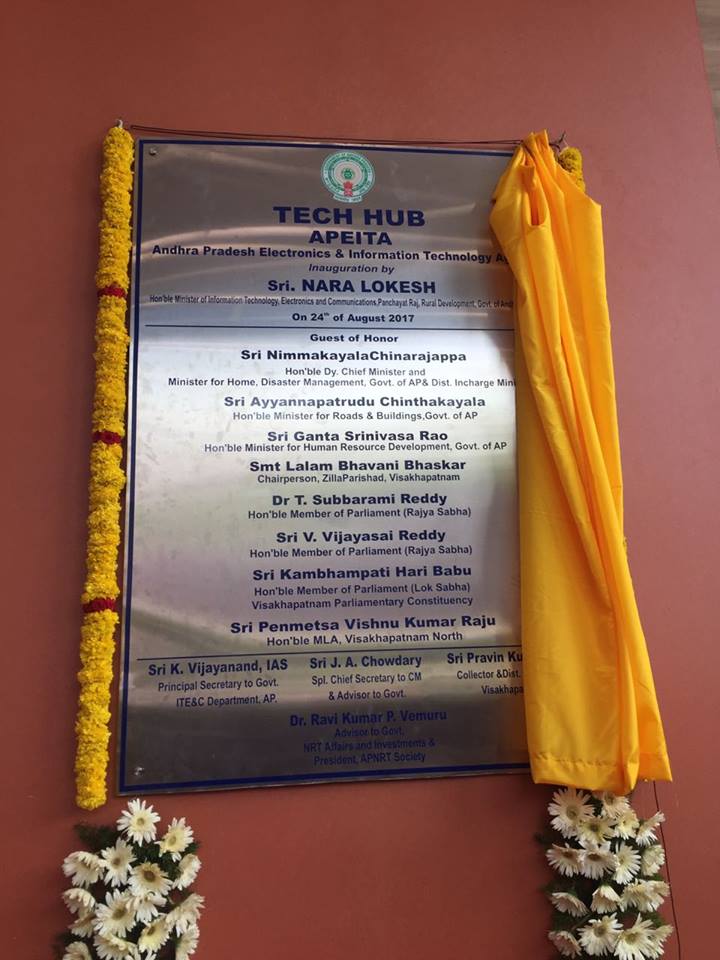 TECH HUB
APEITA
Andhra Pradesh Electronics & Information Technology
Inauguration by
Sri. NARA LOKESH
Hon'ble Minister of Information Technology, Electronics and Communications,Panchayat Raj, Rural Development, Govt. of
On 24th of August 2017
Guest of Honor
Sri NimmakayalaChinarajappa
Hon'ble Dy. Chief Minister and
Minister for Home, Disaster Management, Govt. of AP& Dist. Incharge
Sri Ayyannapatrudu Chinthakayala
Hon'ble Minister for Roads & Buildings,Govt. of AP
Sri Ganta Srinivasa Rao
Hon'ble Minister for Human Resource Development, Govt. of AP
Smt Lalam Bhavani Bhaskar
Chairperson, ZillaParishad, Visakhapatnam
Dr T. Subbarami Reddy
Hon'ble Member of Parliament (Rajya Sabha)
Sri V. Vijayasai Reddy
Hon'ble Member of Parliament (Rajya Sabha)
Sri Kambhampati Hari Babu
Hon'ble Member of Parliament (Lok Sabha)
Visakhapatnam Parliamentary Constituency
Sri Penmetsa Vishnu Kumar Raju
Hon'ble MLA, Visakhapatnam North
Sri K. Vijayanand, IAS
Principal Secretary to Govt.
ITE&C Department, AP.
Sri J. A. Chowdary
Spl. Chief Secretary to CM
& Advisor to Govt.
Sri Pravin
Collector &Dist.
Dr. Ravi Kumar P. Vemuru
Advisor to Govt,
NRT Affairs and Investments &
President, APNRT Society